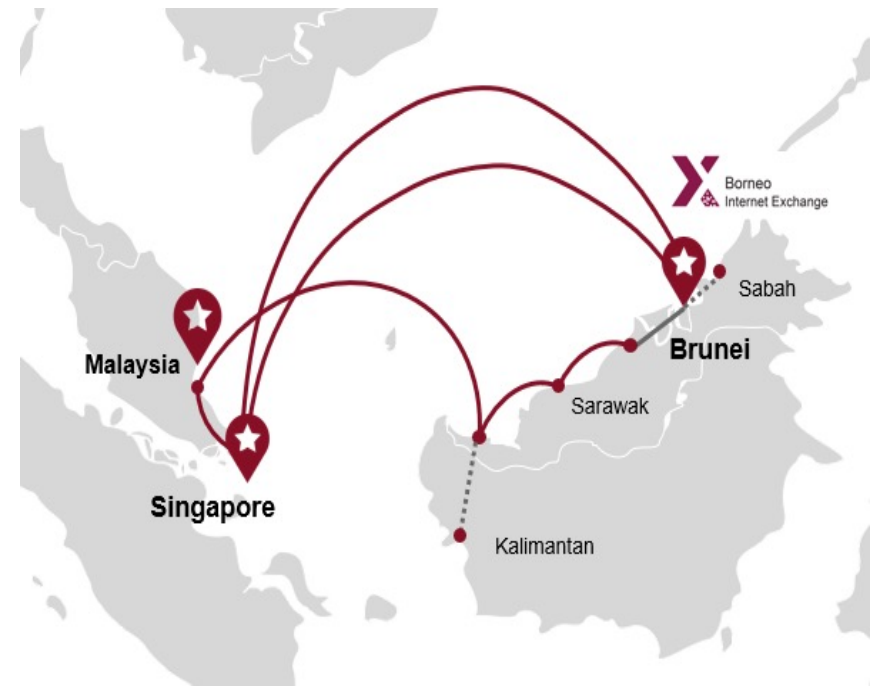 Borneo
Internet Exchange
Sabah
Malaysia
Brunei
Sarawak
Singapore
Kalimantan